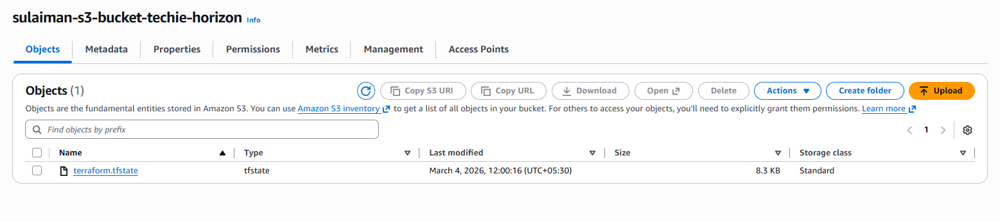 sulaiman-s3-bucket-techie-horizon Info
Objects Metadata Properties Permissions Metrics Management Access Points
Objects (1) Copy S3 URI Copy URL Download Open Delete Actions Create folder Upload
Objects are the fundamental entities stored in Amazon S3. You can use Amazon S3 inventory to get a list of all objects in your bucket. For others to access your objects, you'll need to explicitly grant them permissions. Learn more
Find objects by prefix 1
Name Type Last modified Size Storage class
terraform.tfstate tfstate March 4, 2026, 12:00:16 (UTC+05:30) 8.3 KB Standard